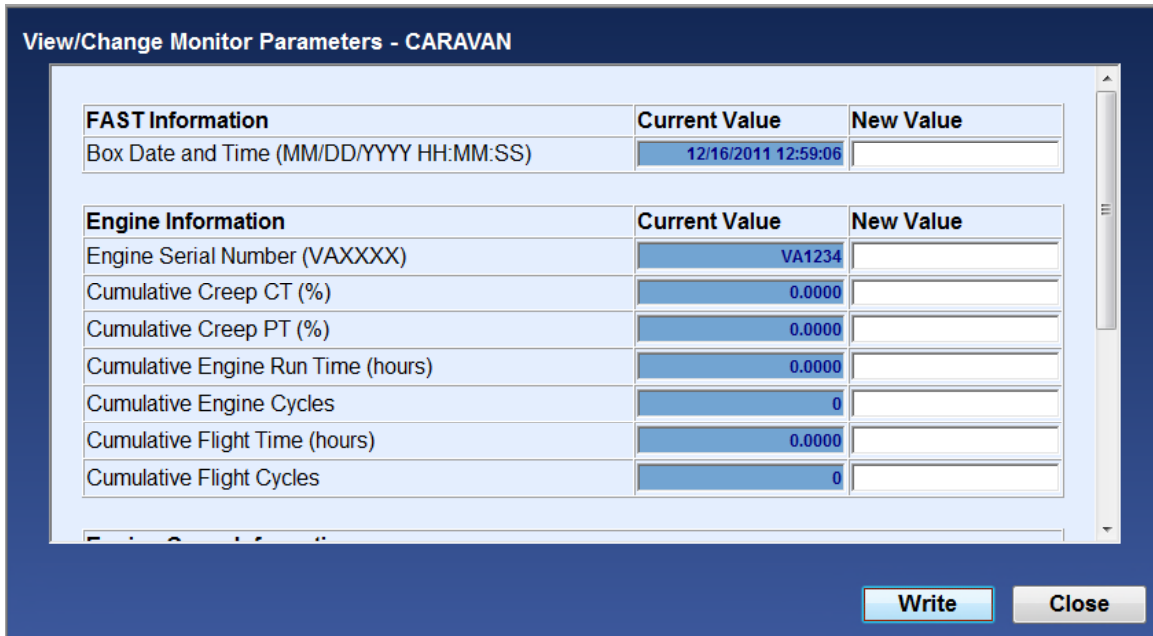 View/Change Monitor Parameters - CARAVAN
FAST Information Current Value New Value
Box Date and Time (MM/DD/YYYY HH:MM:SS) 12/16/2011 12:59:06
Engine Information Current Value New Value
Engine Serial Number (VAXXXX) VA1234
Cumulative Creep CT (%) 0.0000
Cumulative Creep PT (%) 0.0000
Cumulative Engine Run Time (hours) 0.0000
Cumulative Engine Cycles 0
Cumulative Flight Time (hours) 0.0000
Cumulative Flight Cycles 0
Write Close